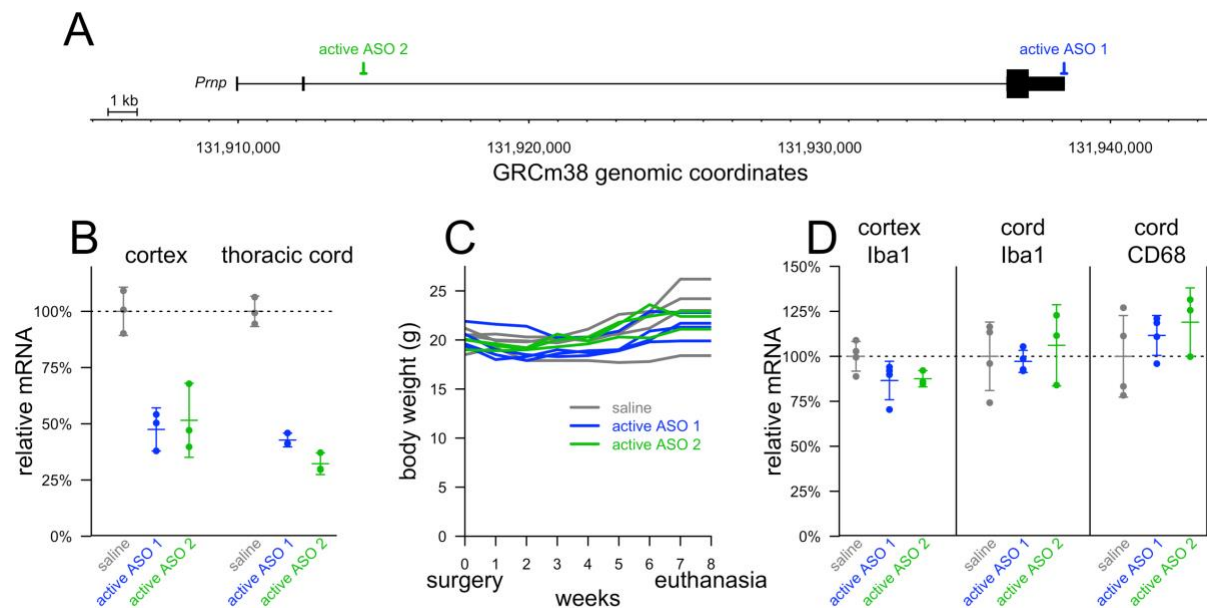 A
active ASO 2
active ASO 1
Prnp
1 kb
131,910,000 131,920,000 131,930,000 131,940,000
GRCm38 genomic coordinates
B
cortex thoracic cord
relative mRNA
100%
75%
50%
25%
0%
saline
active ASO 1
active ASO 2
saline
active ASO 1
active ASO 2
C
body weight (g)
25
20
15
10
5
0
saline
active ASO 1
active ASO 2
0 1 2 3 4 5 6 7 8
surgery euthanasia
weeks
D
cortex Iba1
cord Iba1
cord CD68
relative mRNA
150%
125%
100%
75%
50%
25%
0%
saline
active ASO 1
active ASO 2
saline
active ASO 1
active ASO 2
saline
active ASO 1
active ASO 2